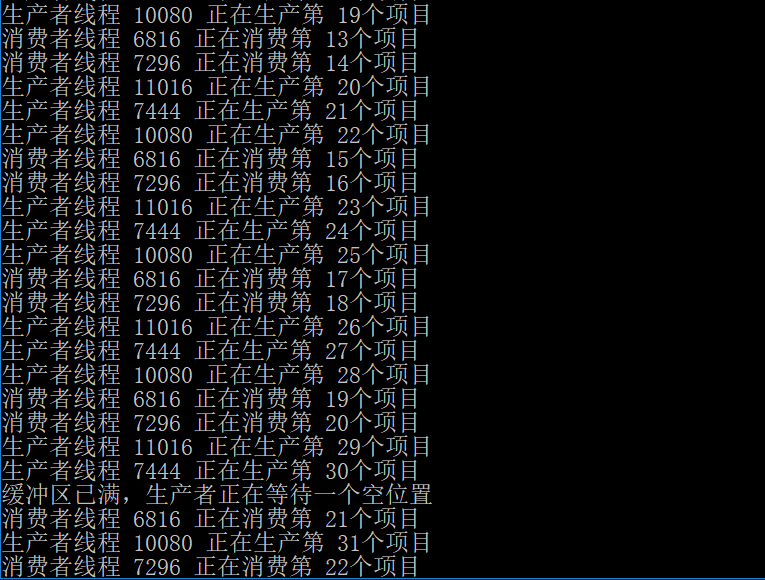 生产者线程 10080 正在生产第 19个项目
消费者线程 6816 正在消费第 13个项目
消费者线程 7296 正在消费第 14个项目
生产者线程 11016 正在生产第 20个项目
生产者线程 7444 正在生产第 21个项目
生产者线程 10080 正在生产第 22个项目
消费者线程 6816 正在消费第 15个项目
消费者线程 7296 正在消费第 16个项目
生产者线程 11016 正在生产第 23个项目
生产者线程 7444 正在生产第 24个项目
生产者线程 10080 正在生产第 25个项目
消费者线程 6816 正在消费第 17个项目
消费者线程 7296 正在消费第 18个项目
生产者线程 11016 正在生产第 26个项目
生产者线程 7444 正在生产第 27个项目
生产者线程 10080 正在生产第 28个项目
消费者线程 6816 正在消费第 19个项目
消费者线程 7296 正在消费第 20个项目
生产者线程 11016 正在生产第 29个项目
生产者线程 7444 正在生产第 30个项目
缓冲区已满，生产者正在等待一个空位置
消费者线程 6816 正在消费第 21个项目
生产者线程 10080 正在生产第 31个项目
消费者线程 7296 正在消费第 22个项目